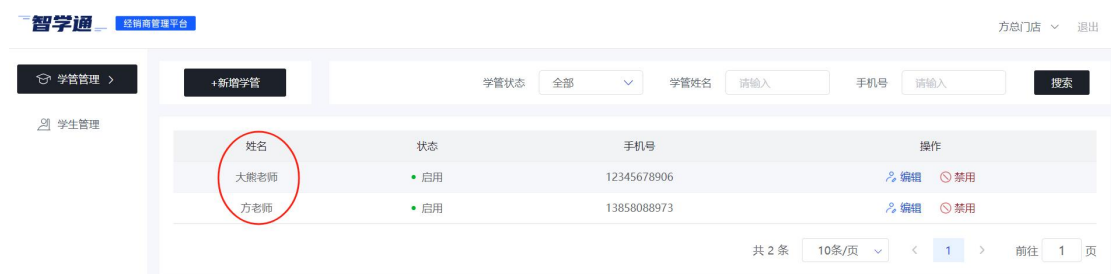 智学通 经销商管理平台
方总门店 退出
学管管理
+新增学管 学管状态 全部 学管姓名 请输入 手机号 请输入 搜索
学生管理
姓名 状态 手机号 操作
大熊老师 启用 12345678906 编辑 禁用
方老师 启用 13858088973 编辑 禁用
共 2 条 10条/页 < 1 > 前往 1 页